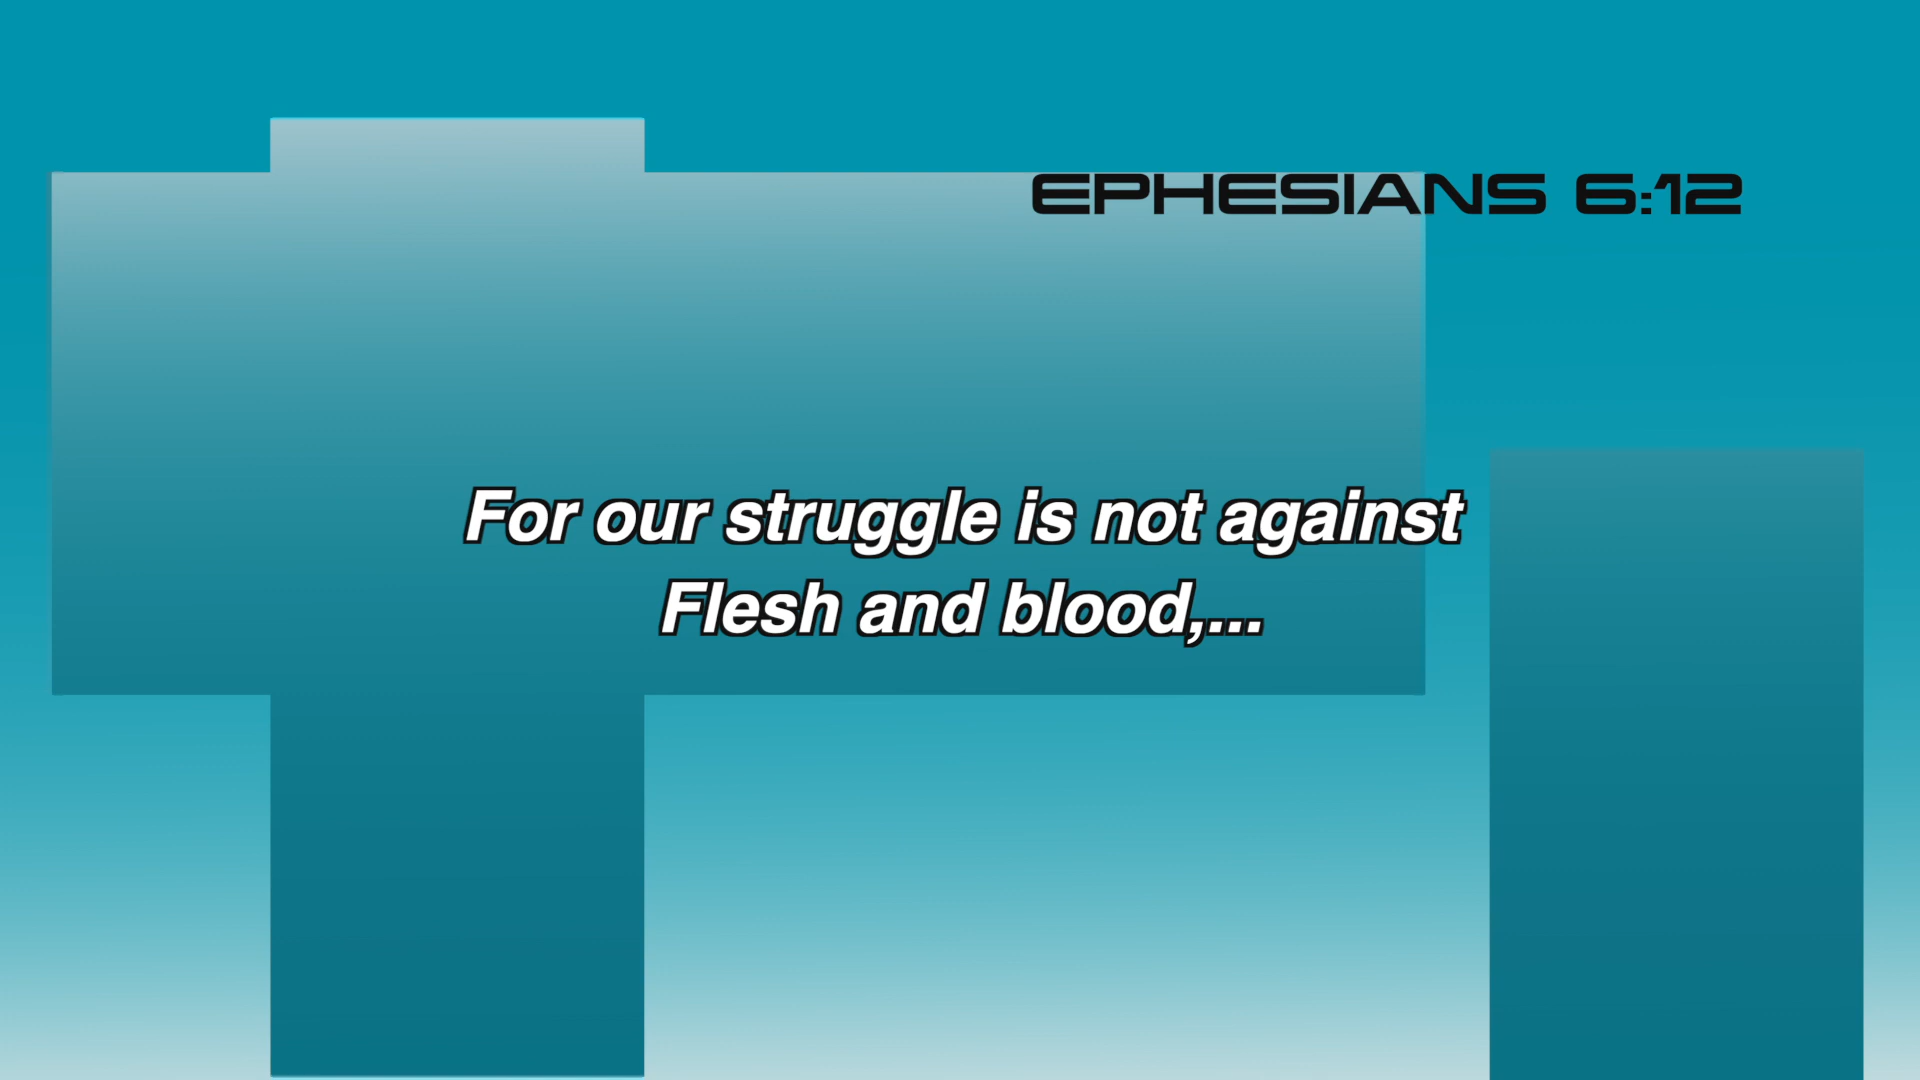 EPHESIANS 6:12
For our struggle is not against
Flesh and blood,...